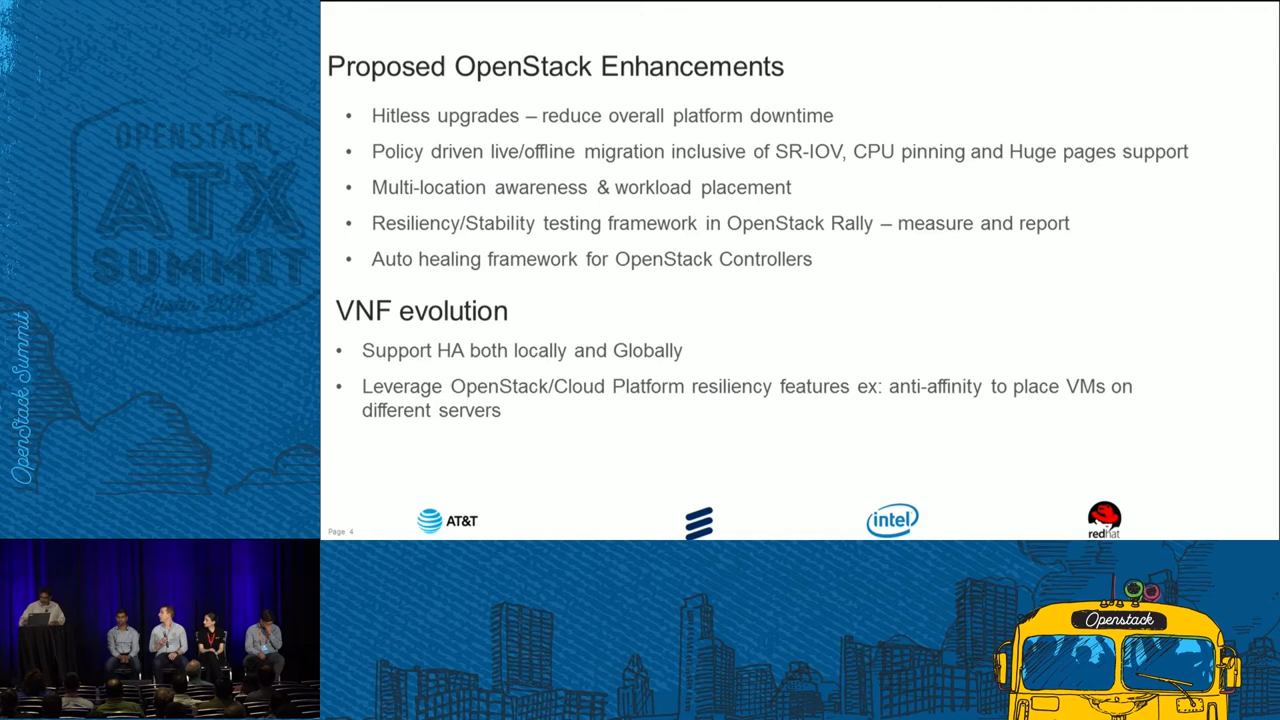 OPENSTACK
ATX
SUMMIT
Austin 2016
OpenStack Summit
Proposed OpenStack Enhancements
• Hitless upgrades – reduce overall platform downtime
• Policy driven live/offline migration inclusive of SR-IOV, CPU pinning and Huge pages support
• Multi-location awareness & workload placement
• Resiliency/Stability testing framework in OpenStack Rally – measure and report
• Auto healing framework for OpenStack Controllers
VNF evolution
• Support HA both locally and Globally
• Leverage OpenStack/Cloud Platform resiliency features ex: anti-affinity to place VMs on
different servers
Page 4
AT&T
intel
redhat
Openstack